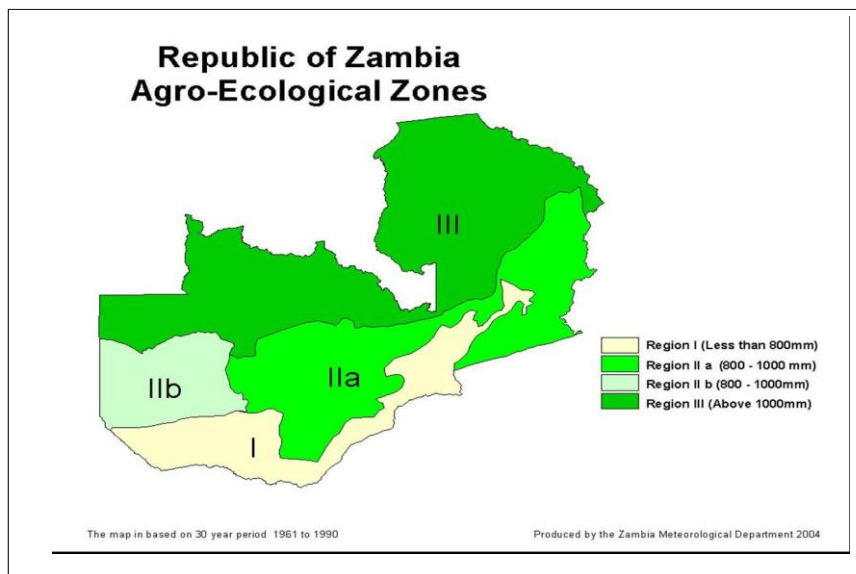 Republic of Zambia
Agro-Ecological Zones
III
IIb
IIa
I
Region I (Less than 800mm)
Region II a (800 - 1000 mm)
Region II b (800 - 1000mm)
Region III (Above 1000mm)
The map in based on 30 year period 1961 to 1990
Produced by the Zambia Meteorological Department 2004